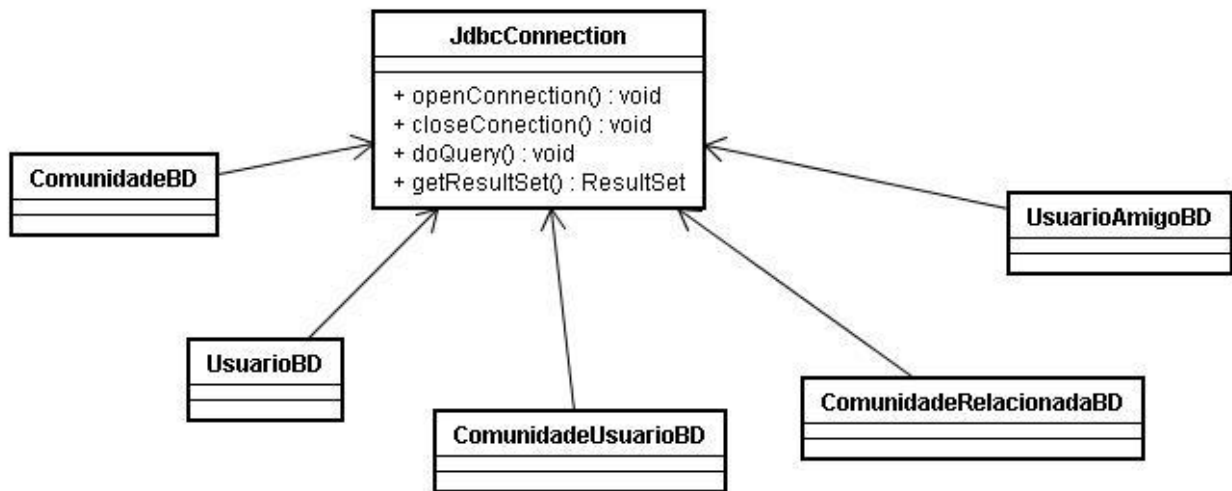 JdbcConnection
+ openConnection() : void
+ closeConection() : void
+ doQuery() : void
+ getResultSet() : ResultSet
ComunidadeBD
UsuarioAmigoBD
UsuarioBD
ComunidadeRelacionadaBD
ComunidadeUsuarioBD